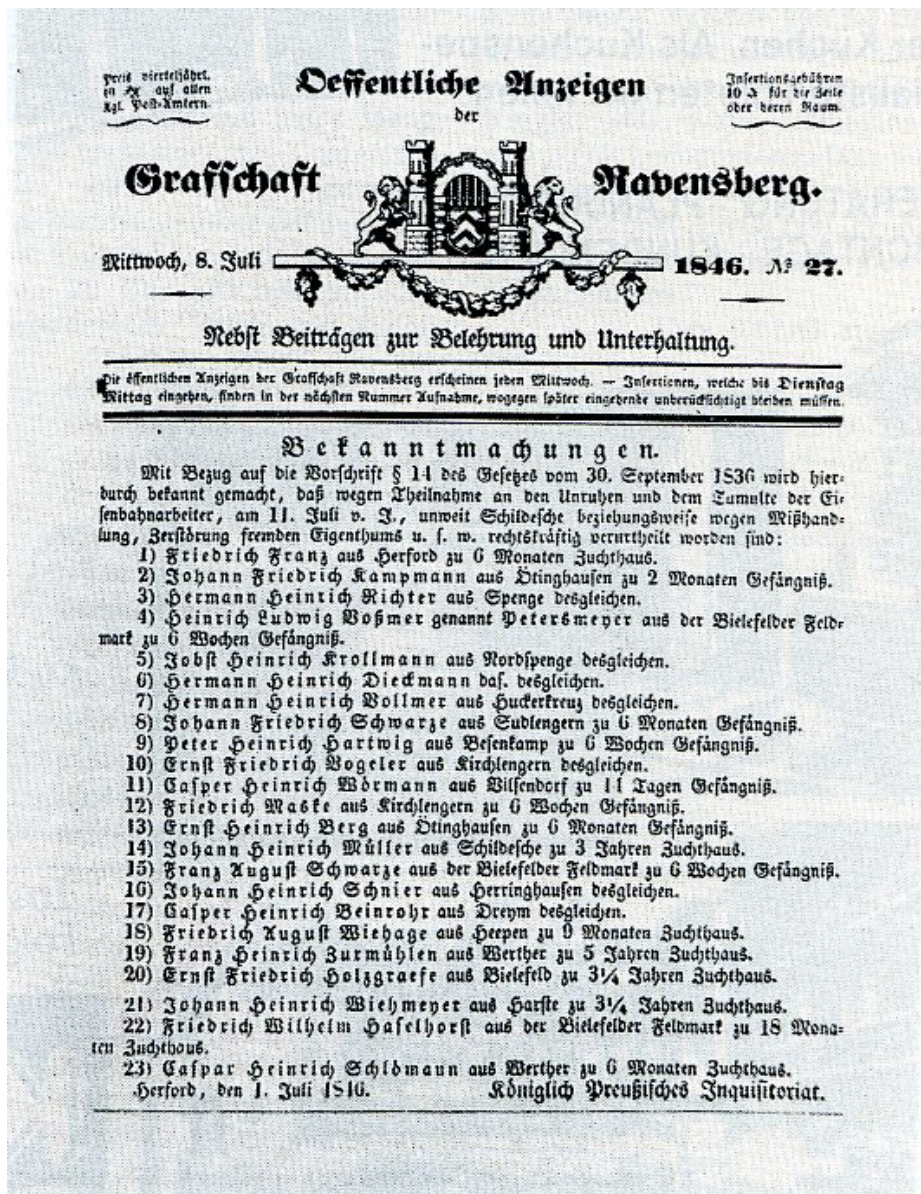 Preis vierteljährl.
in auf allen
Kgl. Post-Ämtern.
Oeffentliche Anzeigen
der
Insertionsgebühren
10 für die Zeile
oder deren Raum.
Grafschaft Ravensberg.
Mittwoch, 8. Juli 1846. № 27.
Nebst Beiträgen zur Belehrung und Unterhaltung.
Die öffentlichen Anzeigen der Grafschaft Ravensberg erscheinen jeden Mittwoch. — Insertionen, welche bis Dienstag
Mittag eingehen, finden in der nächsten Nummer Aufnahme, wogegen später eingehende unberücksichtigt bleiben müssen.
Bekanntmachungen.
Mit Bezug auf die Vorschrift § 14 des Gesetzes vom 30. September 1836 wird hier-
durch bekannt gemacht, daß wegen Theilnahme an den Unruhen und dem Tumulte der Ei-
senbahnarbeiter, am 11. Juli v. J., unweit Schildesche beziehungsweise wegen Mißhand-
lung, Zerstörung fremden Eigenthums u. s. w. rechtskräftig verurtheilt worden sind:
1) Friedrich Franz aus Herford zu 6 Monaten Zuchthaus.
2) Johann Friedrich Kampmann aus Ötinghausen zu 2 Monaten Gefängniß.
3) Hermann Heinrich Richter aus Spenge desgleichen.
4) Heinrich Ludwig Voßmer genannt Petersmeyer aus der Bielefelder Feld-
mark zu 6 Wochen Gefängniß.
5) Jobst Heinrich Krollmann aus Nordspenge desgleichen.
6) Hermann Heinrich Dieckmann das. desgleichen.
7) Hermann Heinrich Vollmer aus Huckerkreuz desgleichen.
8) Johann Friedrich Schwarze aus Sudlengern zu 6 Monaten Gefängniß.
9) Peter Heinrich Hartwig aus Besenkamp zu 6 Wochen Gefängniß.
10) Ernst Friedrich Vogeler aus Kirchlengern desgleichen.
11) Casper Heinrich Wörmann aus Vilsendorf zu 14 Tagen Gefängniß.
12) Friedrich Maske aus Kirchlengern zu 6 Wochen Gefängniß.
13) Ernst Heinrich Berg aus Ötinghausen zu 6 Monaten Gefängniß.
14) Johann Heinrich Müller aus Schildesche zu 3 Jahren Zuchthaus.
15) Franz August Schwarze aus der Bielefelder Feldmark zu 6 Wochen Gefängniß.
16) Johann Heinrich Schnier aus Herringhausen desgleichen.
17) Casper Heinrich Beinrohr aus Dreym desgleichen.
18) Friedrich August Wiehage aus Heepen zu 9 Monaten Zuchthaus.
19) Franz Heinrich Zurmühlen aus Werther zu 5 Jahren Zuchthaus.
20) Ernst Friedrich Holzgraefe aus Bielefeld zu 3¼ Jahren Zuchthaus.
21) Johann Heinrich Wiehmeyer aus Harste zu 3¼ Jahren Zuchthaus.
22) Friedrich Wilhelm Haselhorst aus der Bielefelder Feldmark zu 18 Mona-
ten Zuchthaus.
23) Caspar Heinrich Schlömann aus Werther zu 6 Monaten Zuchthaus.
Herford, den 1. Juli 1846. Königlich Preußisches Inquisitoriat.